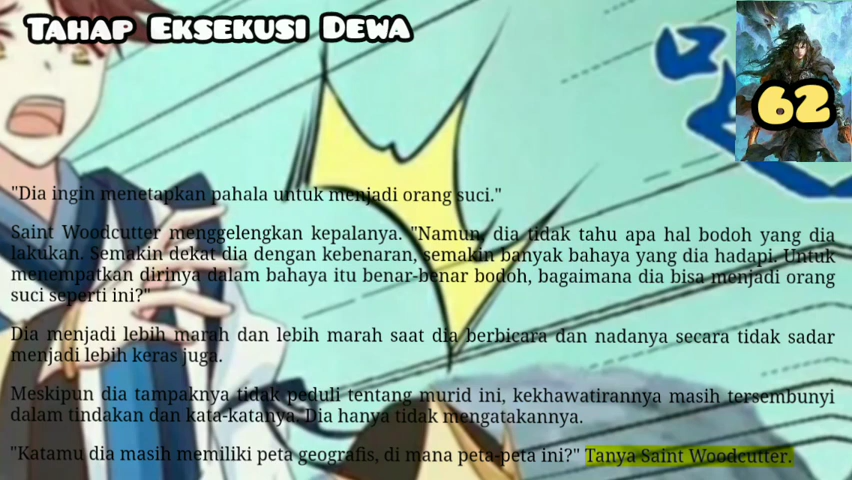 Tahap Eksekusi Dewa
62
"Dia ingin menetapkan pahala untuk menjadi orang suci."
Saint Woodcutter menggelengkan kepalanya. "Namun, dia tidak tahu apa hal bodoh yang dia
lakukan. Semakin dekat dia dengan kebenaran, semakin banyak bahaya yang dia hadapi. Untuk
menempatkan dirinya dalam bahaya itu benar-benar bodoh, bagaimana dia bisa menjadi orang
suci seperti ini?"
Dia menjadi lebih marah dan lebih marah saat dia berbicara dan nadanya secara tidak sadar
menjadi lebih keras juga.
Meskipun dia tampaknya tidak peduli tentang murid ini, kekhawatirannya masih tersembunyi
dalam tindakan dan kata-katanya. Dia hanya tidak mengatakannya.
"Katamu dia masih memiliki peta geografis, di mana peta-peta ini?" Tanya Saint Woodcutter.